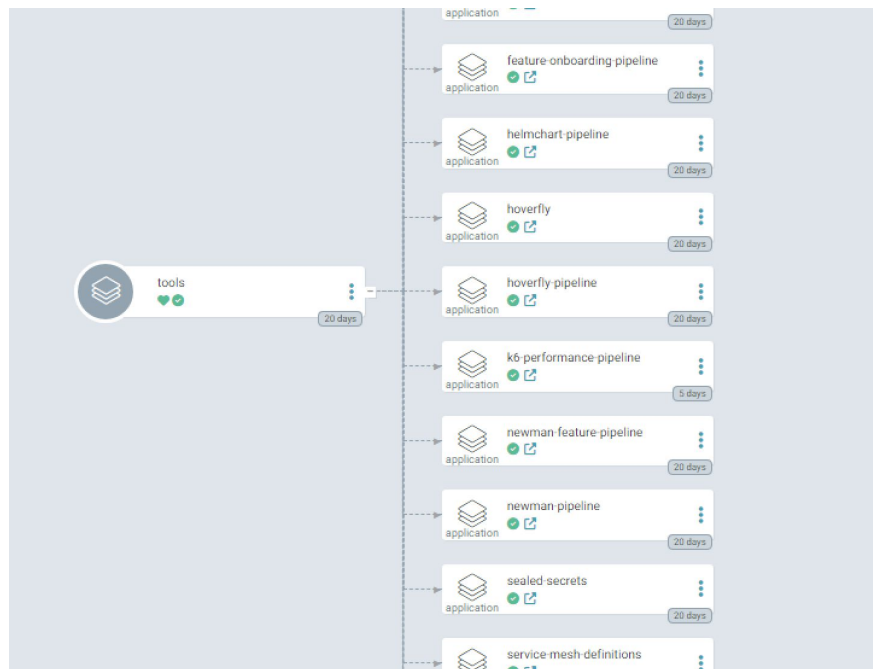 application
20 days
feature-onboarding-pipeline
application
20 days
helmchart-pipeline
application
20 days
hoverfly
application
20 days
tools
20 days
hoverfly-pipeline
application
20 days
k6-performance-pipeline
application
5 days
newman-feature-pipeline
application
20 days
newman-pipeline
application
20 days
sealed-secrets
application
20 days
service-mesh-definitions